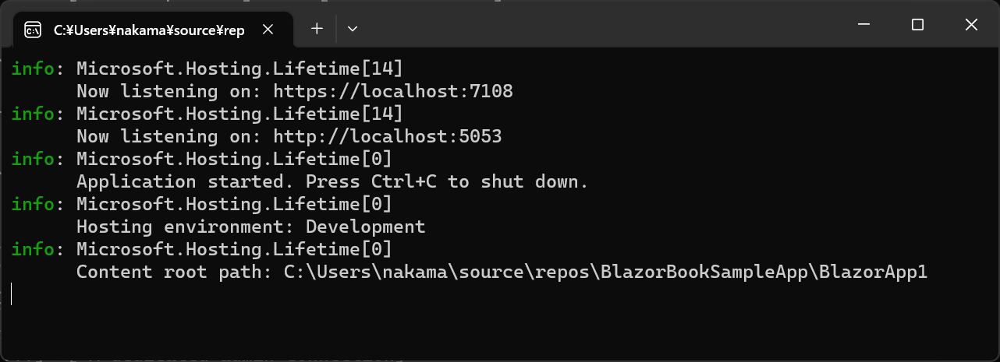 C:¥Users¥nakama¥source¥rep
info: Microsoft.Hosting.Lifetime[14]
Now listening on: https://localhost:7108
info: Microsoft.Hosting.Lifetime[14]
Now listening on: http://localhost:5053
info: Microsoft.Hosting.Lifetime[0]
Application started. Press Ctrl+C to shut down.
info: Microsoft.Hosting.Lifetime[0]
Hosting environment: Development
info: Microsoft.Hosting.Lifetime[0]
Content root path: C:\Users\nakama\source\repos\BlazorBookSampleApp\BlazorApp1